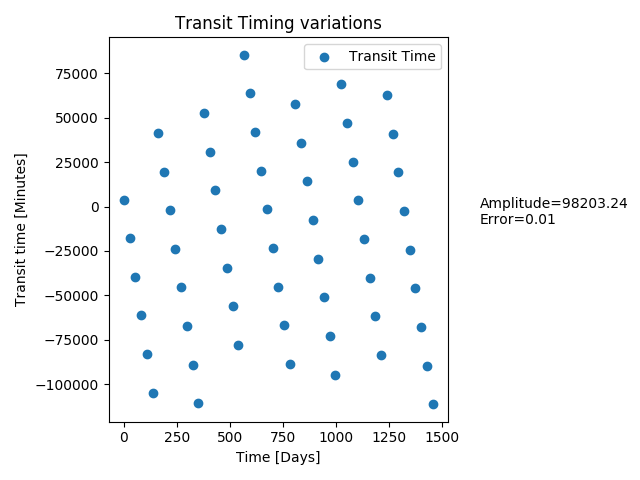 Transit Timing variations
Transit Time
Transit time [Minutes]
75000
50000
25000
0
−25000
−50000
−75000
−100000
0
250
500
750
1000
1250
1500
Time [Days]
Amplitude=98203.24
Error=0.01